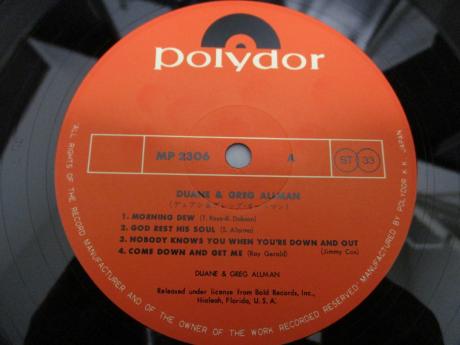 polydor
MP 2306 A ST 33
DUANE & GREG ALLMAN
1. MORNING DEW (T. Rose-B. Dobson)
2. GOD REST HIS SOUL (S. Alaimo)
3. NOBODY KNOWS YOU WHEN YOU'RE DOWN AND OUT
(Jimmy Cox)
4. COME DOWN AND GET ME (Ray Gerald)
DUANE & GREG ALLMAN
Released under license from Bold Records, Inc.,
Hialeah, Florida, U.S.A.
ALL RIGHTS OF THE RECORD MANUFACTURER AND OF THE OWNER OF THE WORK RECORDED RESERVED MANUFACTURED BY POLYDOR K.K. JAPAN